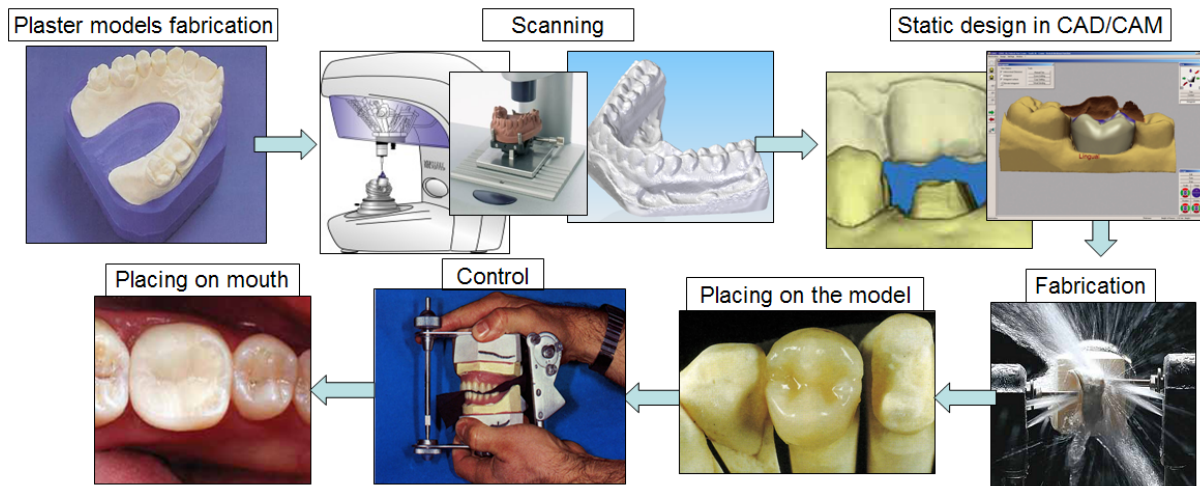 Plaster models fabrication
Scanning
Static design in CAD/CAM
Lingual
Fabrication
Placing on the model
Control
Placing on mouth